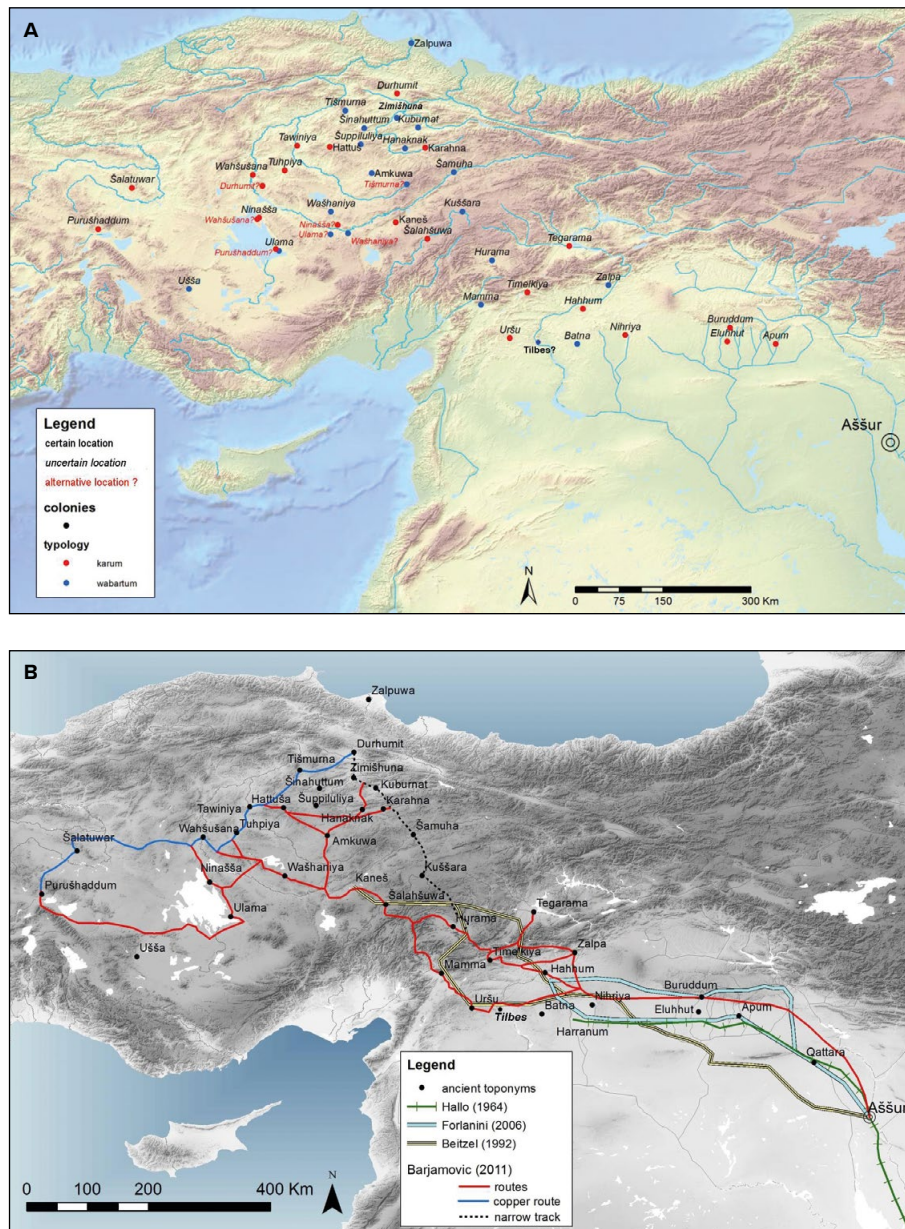 A
Zalpuwa
Durhumit
Tišmurna
Zimišhuna
Šinahuttum
Kuburnat
Šuppiluliya
Hanaknak
Tawiniya
Hattuš
Karahna
Tuhpiya
Wahšušana
Amkuwa
Šamuha
Durhumit?
Tišmurna?
Šalatuwar
Wašhaniya
Kuššara
Ninašša
Wahšušana?
Ninašša?
Kaneš
Purušhaddum
Ulama?
Wašhaniya?
Šalahšuwa
Ulama
Purušhaddum?
Tegarama
Hurama
Ušša
Timelkiya
Zalpa
Mamma
Hahhum
Uršu
Tilbes?
Batna
Nihriya
Buruddum
Eluhhut
Apum
Aššur
Legend
certain location
uncertain location
alternative location ?
colonies
typology
karum
wabartum
N
0 75 150 300 Km
B
Zalpuwa
Durhumit
Tišmurna
Zimišhuna
Šinahuttum
Kuburnat
Tawiniya
Hattuša
Šuppiluliya
Karahna
Hanaknak
Wahšušana
Tuhpiya
Šamuha
Šalatuwar
Amkuwa
Ninašša
Wašhaniya
Kuššara
Purušhaddum
Kaneš
Šalahšuwa
Ulama
Tegarama
Hurama
Ušša
Timelkiya
Zalpa
Mamma
Hahhum
Uršu
Tilbes
Batna
Nihriya
Buruddum
Eluhhut
Apum
Harranum
Qattara
Aššur
Legend
ancient toponyms
Hallo (1964)
Forlanini (2006)
Beitzel (1992)
Barjamovic (2011)
routes
copper route
narrow track
N
0 100 200 400 Km